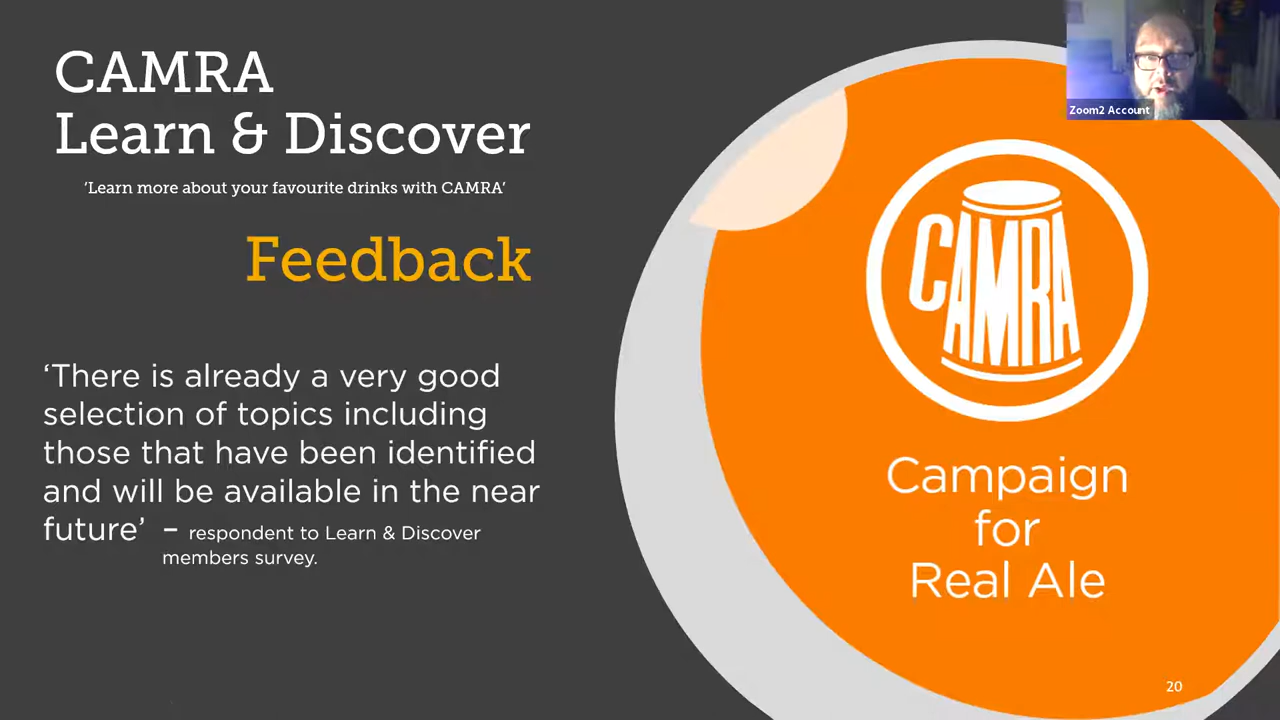 CAMRA
Learn & Discover
‘Learn more about your favourite drinks with CAMRA’
Feedback
‘There is already a very good
selection of topics including
those that have been identified
and will be available in the near
future’ – respondent to Learn & Discover
members survey.
Zoom2 Account
CAMRA
Campaign
for
Real Ale
20